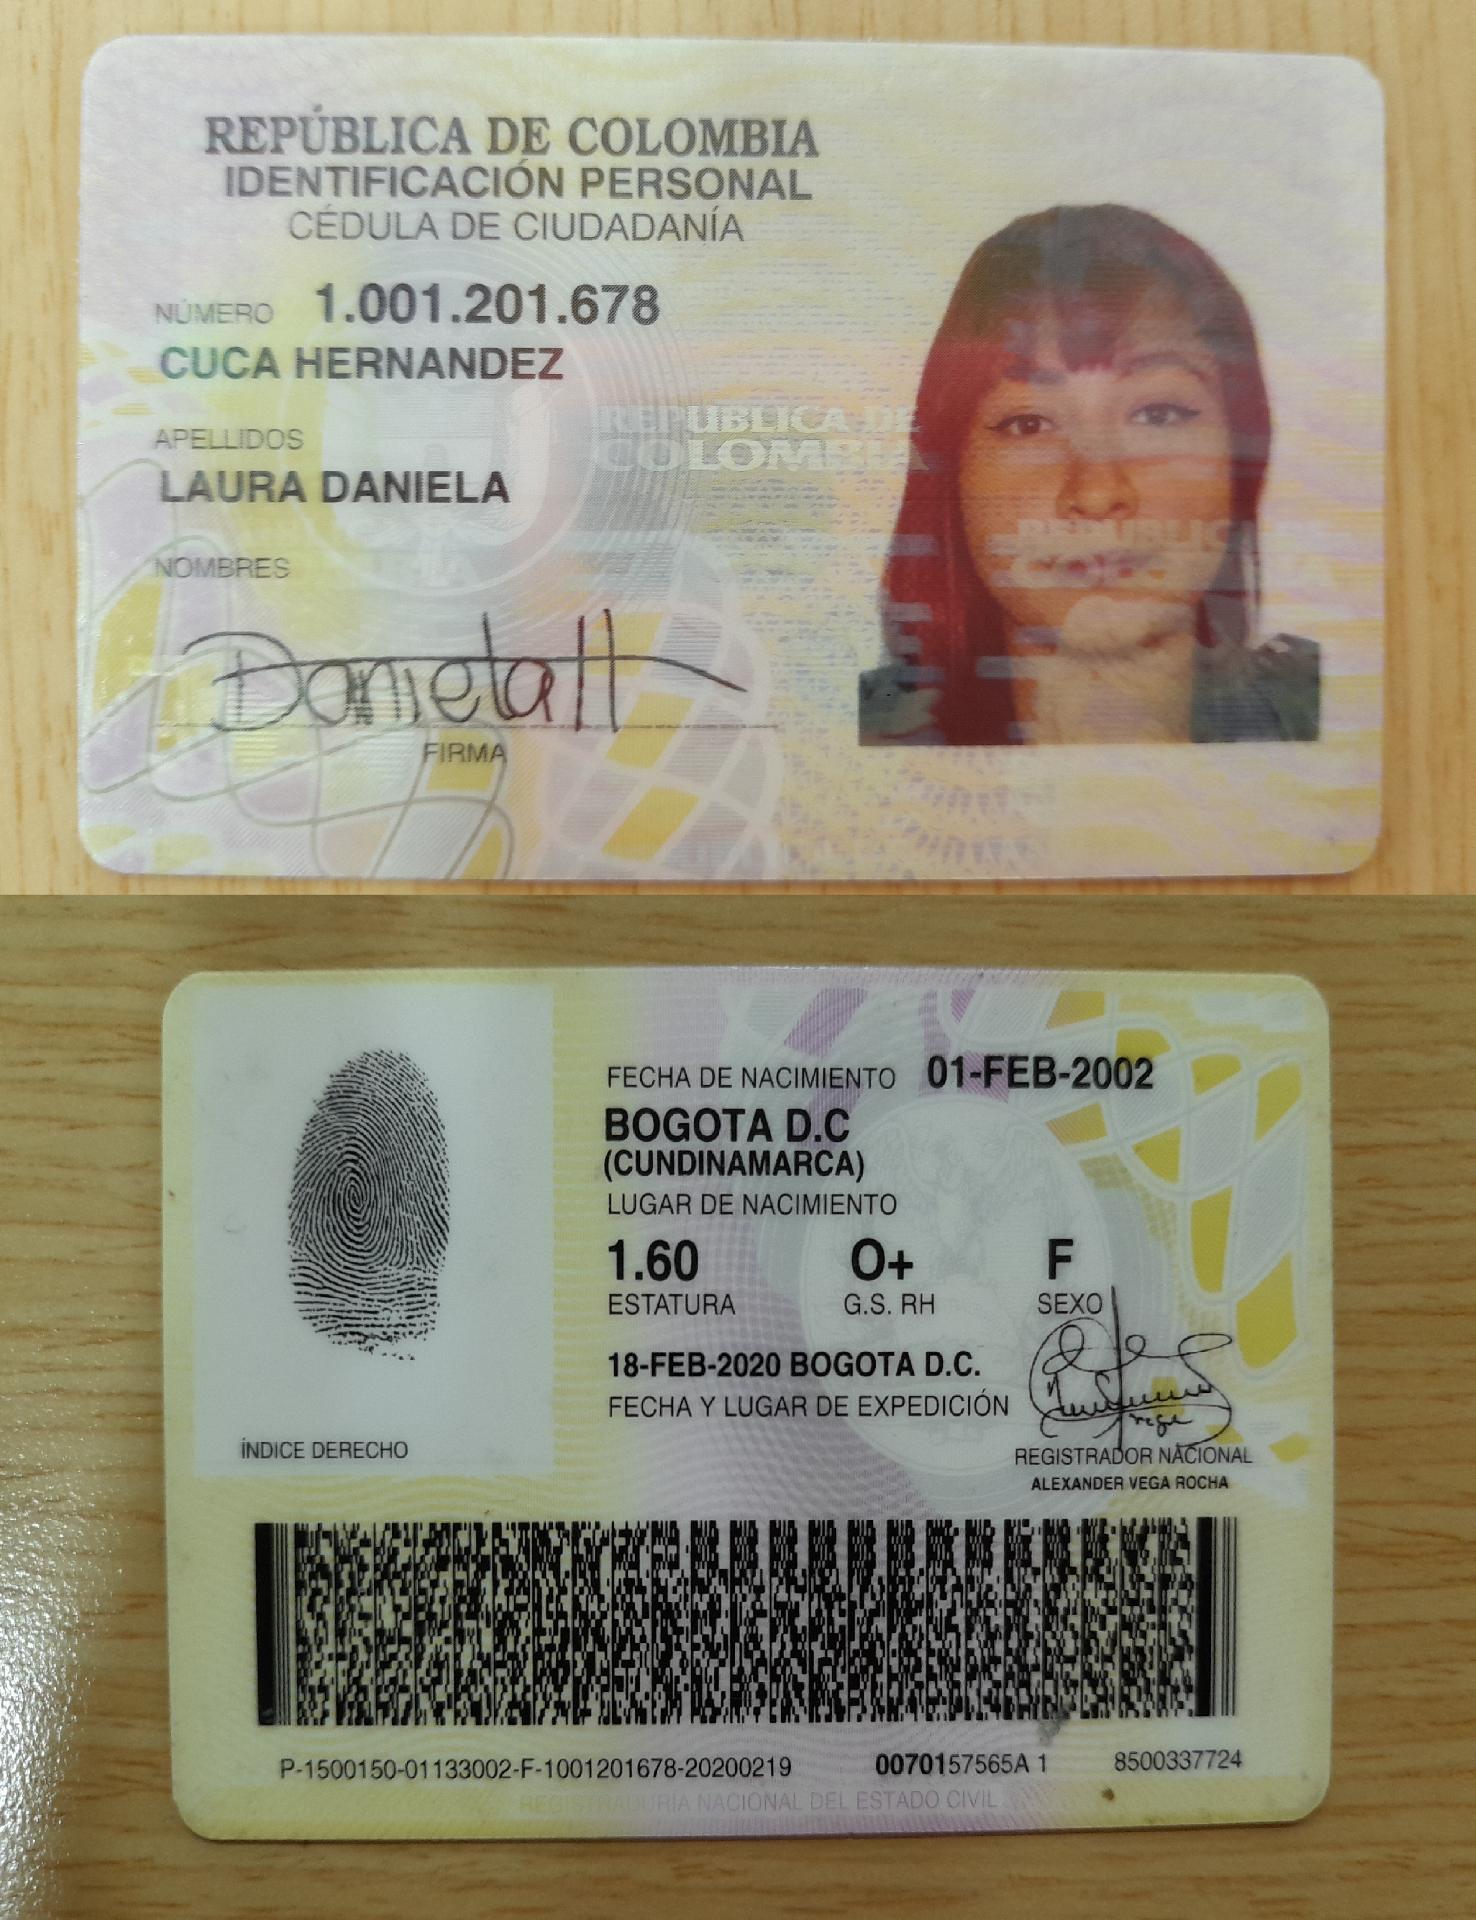 REPÚBLICA DE COLOMBIA
IDENTIFICACIÓN PERSONAL
CÉDULA DE CIUDADANÍA
NÚMERO 1.001.201.678
CUCA HERNANDEZ
APELLIDOS
LAURA DANIELA
NOMBRES
REPUBLICA DE
COLOMBIA
Daniela H
FIRMA
FECHA DE NACIMIENTO 01-FEB-2002
BOGOTA D.C
(CUNDINAMARCA)
LUGAR DE NACIMIENTO
1.60 O+ F
ESTATURA G.S. RH SEXO
18-FEB-2020 BOGOTA D.C.
FECHA Y LUGAR DE EXPEDICIÓN
ÍNDICE DERECHO
REGISTRADOR NACIONAL
ALEXANDER VEGA ROCHA
P-1500150-01133002-F-1001201678-20200219 0070157565A 1 8500337724
REGISTRADURIA NACIONAL DEL ESTADO CIVIL